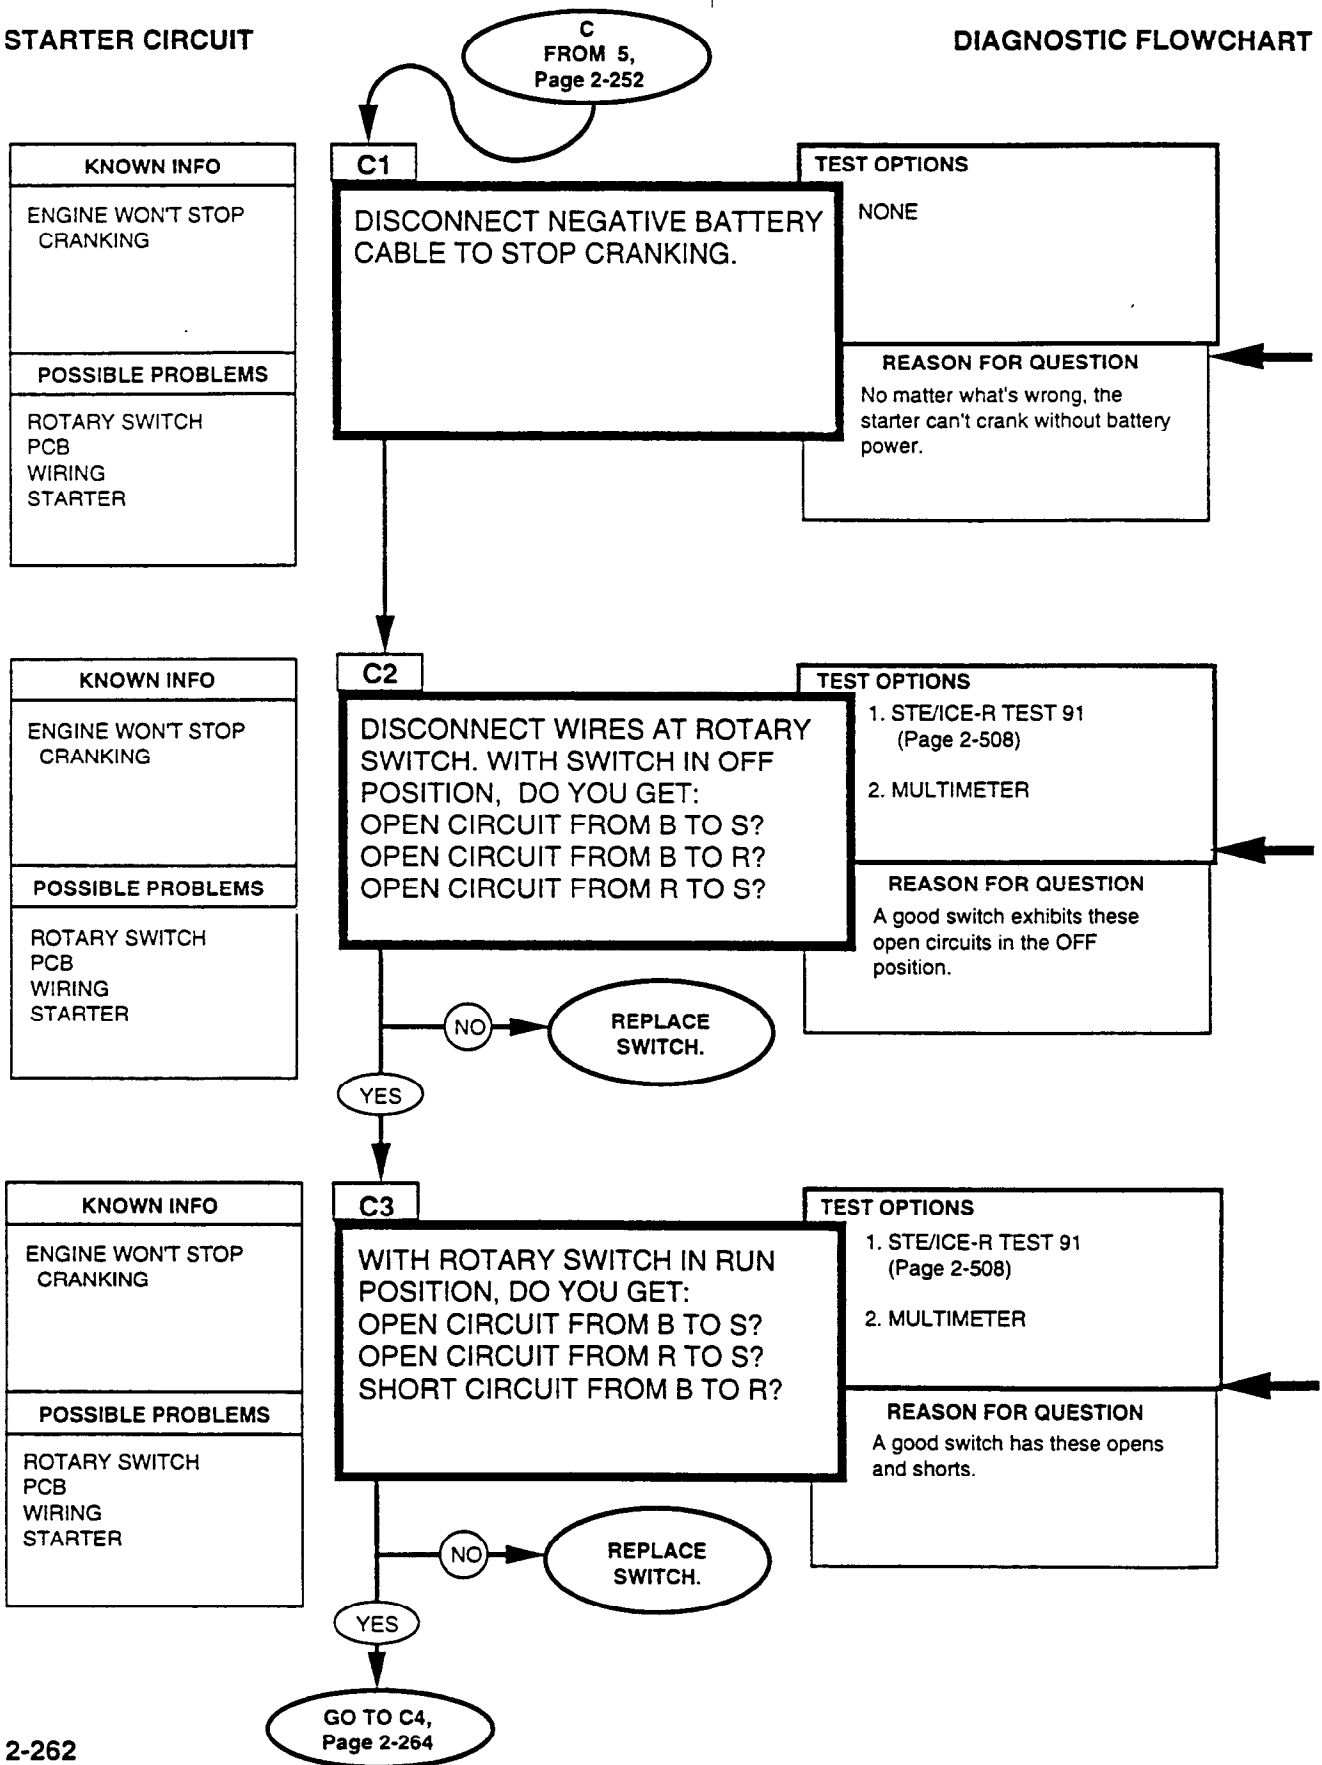 STARTER CIRCUIT
DIAGNOSTIC FLOWCHART
C
FROM 5,
Page 2-252
KNOWN INFO
ENGINE WON'T STOP
CRANKING
POSSIBLE PROBLEMS
ROTARY SWITCH
PCB
WIRING
STARTER
C1
DISCONNECT NEGATIVE BATTERY
CABLE TO STOP CRANKING.
TEST OPTIONS
NONE
REASON FOR QUESTION
No matter what's wrong, the
starter can't crank without battery
power.
KNOWN INFO
ENGINE WON'T STOP
CRANKING
POSSIBLE PROBLEMS
ROTARY SWITCH
PCB
WIRING
STARTER
C2
DISCONNECT WIRES AT ROTARY
SWITCH. WITH SWITCH IN OFF
POSITION, DO YOU GET:
OPEN CIRCUIT FROM B TO S?
OPEN CIRCUIT FROM B TO R?
OPEN CIRCUIT FROM R TO S?
TEST OPTIONS
1. STE/ICE-R TEST 91
(Page 2-508)
2. MULTIMETER
REASON FOR QUESTION
A good switch exhibits these
open circuits in the OFF
position.
NO
REPLACE
SWITCH.
YES
KNOWN INFO
ENGINE WON'T STOP
CRANKING
POSSIBLE PROBLEMS
ROTARY SWITCH
PCB
WIRING
STARTER
C3
WITH ROTARY SWITCH IN RUN
POSITION, DO YOU GET:
OPEN CIRCUIT FROM B TO S?
OPEN CIRCUIT FROM R TO S?
SHORT CIRCUIT FROM B TO R?
TEST OPTIONS
1. STE/ICE-R TEST 91
(Page 2-508)
2. MULTIMETER
REASON FOR QUESTION
A good switch has these opens
and shorts.
NO
REPLACE
SWITCH.
YES
GO TO C4,
Page 2-264
2-262